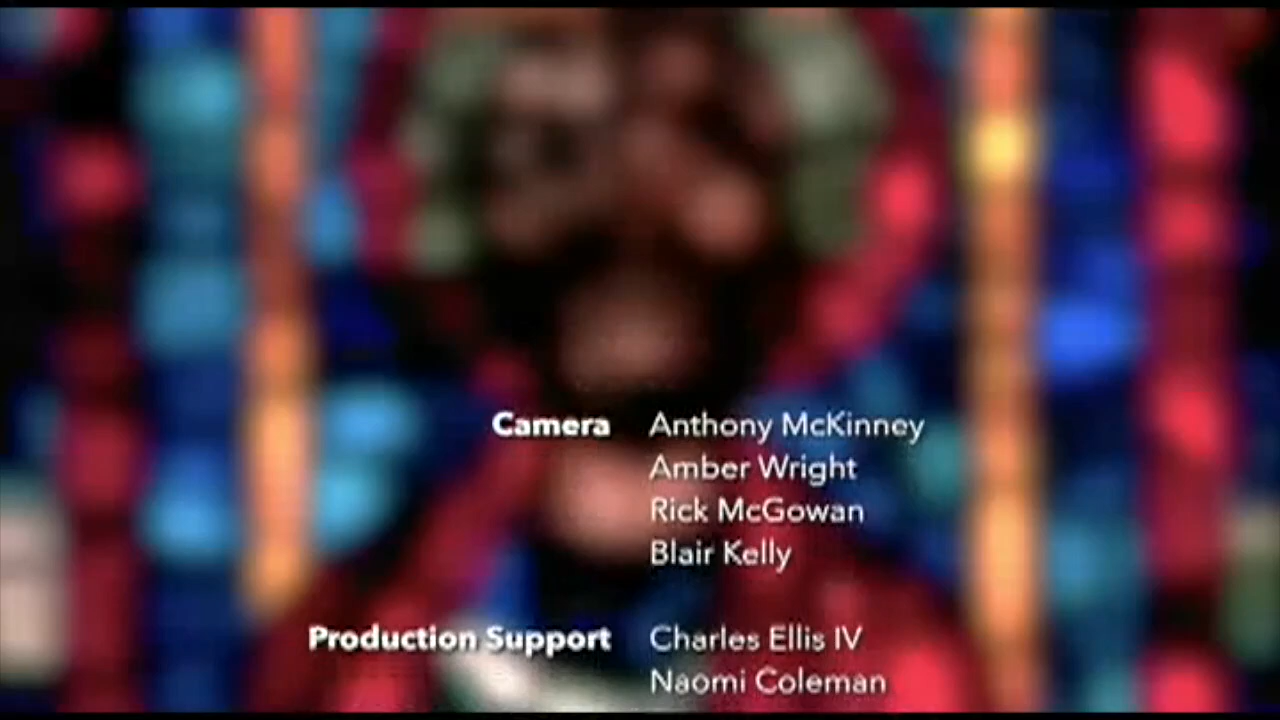 Camera Anthony McKinney
Amber Wright
Rick McGowan
Blair Kelly
Production Support Charles Ellis IV
Naomi Coleman